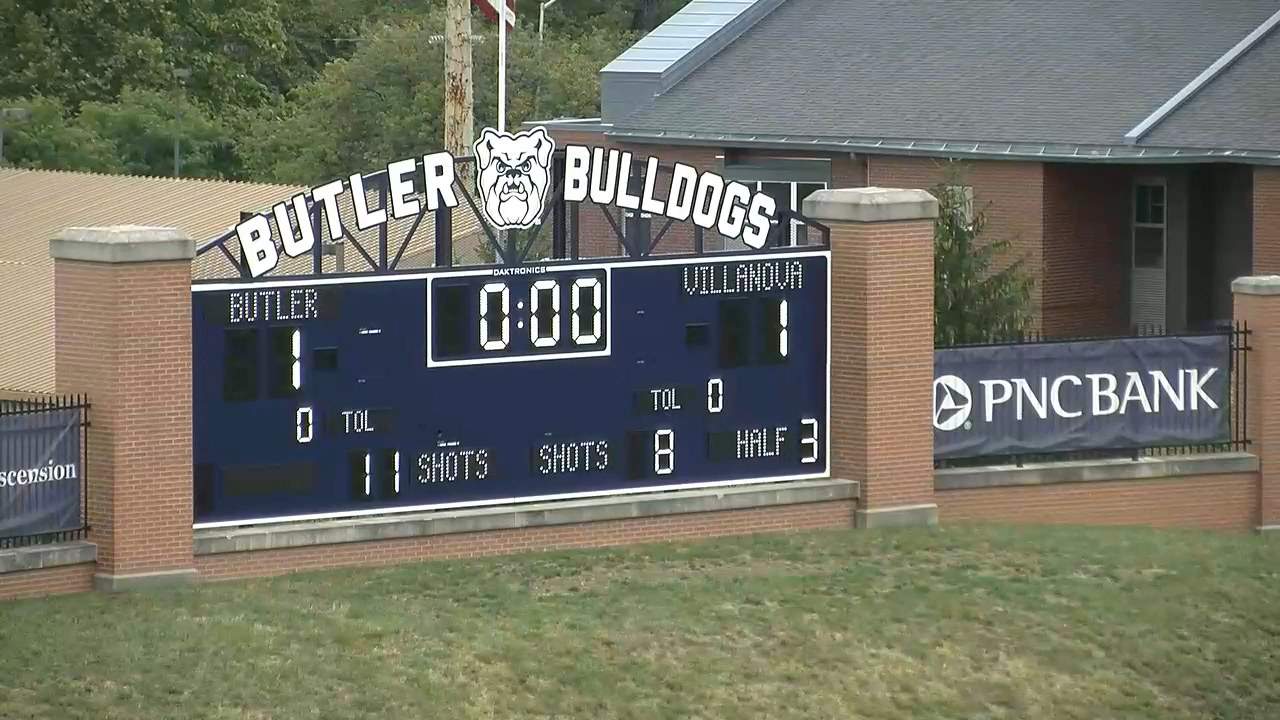 BUTLER BULLDOGS
DAKTRONICS
BUTLER 0:00 VILLANOVA
1 1
0 TOL TOL 0
11 SHOTS SHOTS 8 HALF 3
scension
PNC BANK